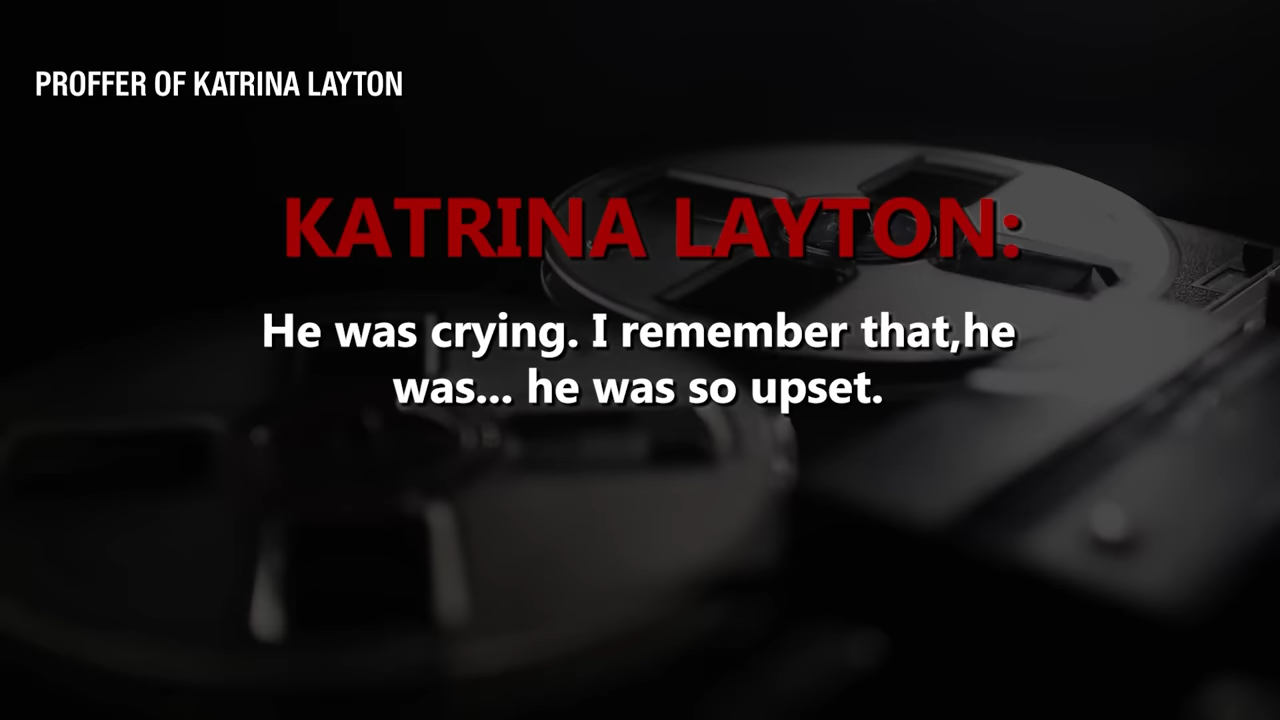 PROFFER OF KATRINA LAYTON
KATRINA LAYTON:
He was crying. I remember that,he
was... he was so upset.